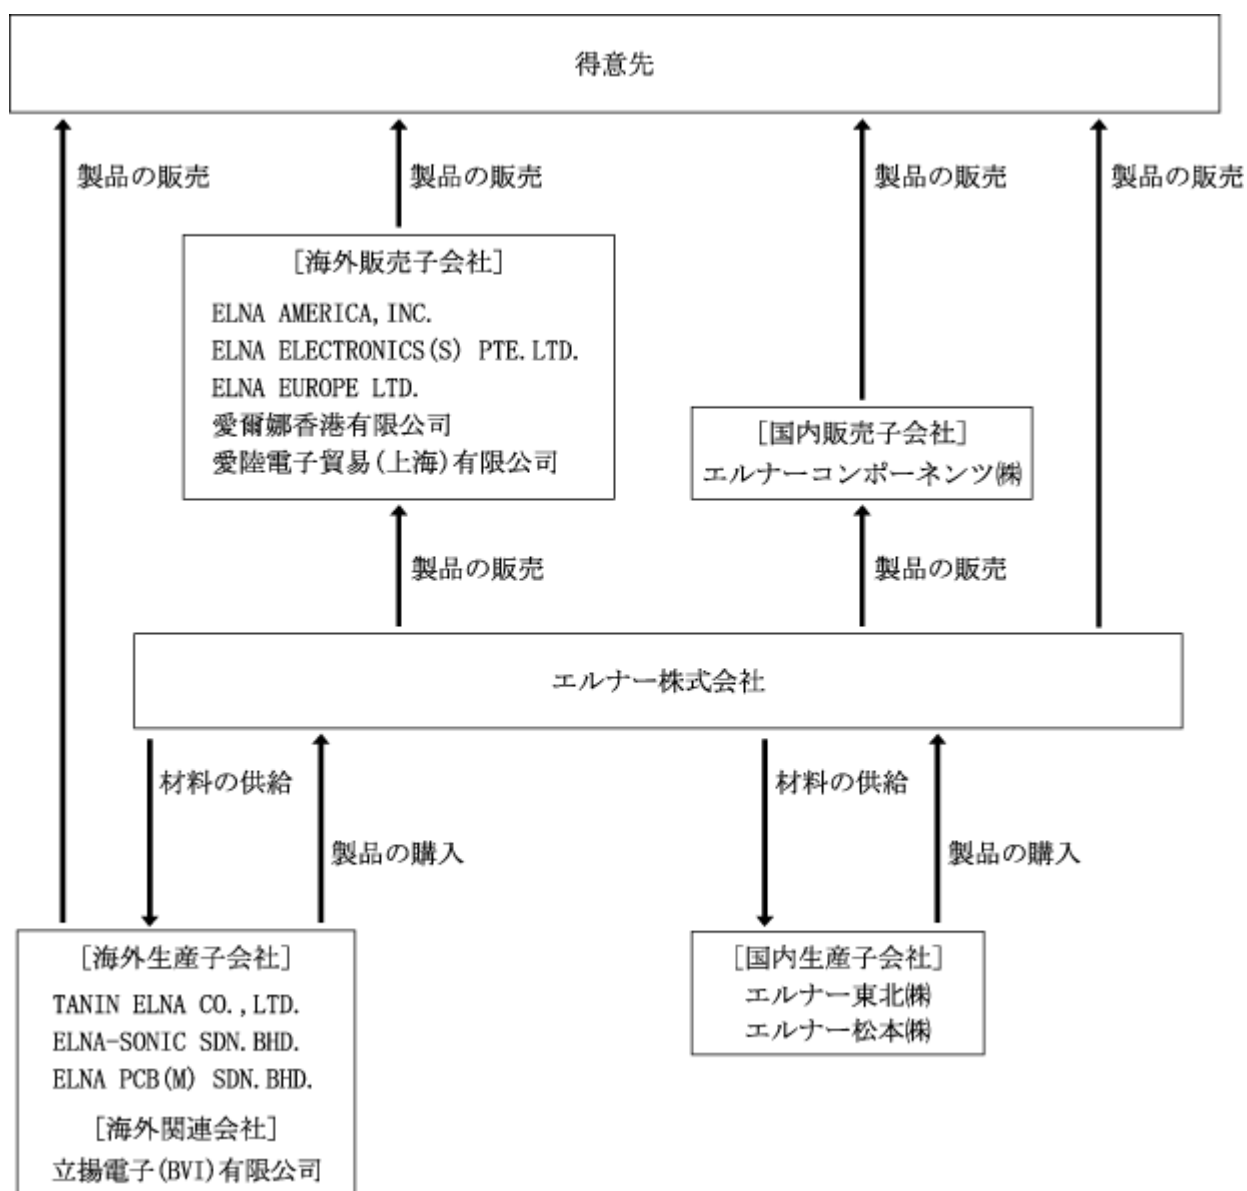 得意先
製品の販売
製品の販売
製品の販売
製品の販売
[海外販売子会社]
ELNA AMERICA, INC.
ELNA ELECTRONICS(S) PTE. LTD.
ELNA EUROPE LTD.
愛爾娜香港有限公司
愛陸電子貿易(上海)有限公司
[国内販売子会社]
エルナーコンポーネンツ㈱
製品の販売
製品の販売
エルナー株式会社
材料の供給
製品の購入
材料の供給
製品の購入
[海外生産子会社]
TANIN ELNA CO., LTD.
ELNA-SONIC SDN. BHD.
ELNA PCB(M) SDN. BHD.
[海外関連会社]
立揚電子(BVI)有限公司
[国内生産子会社]
エルナー東北㈱
エルナー松本㈱